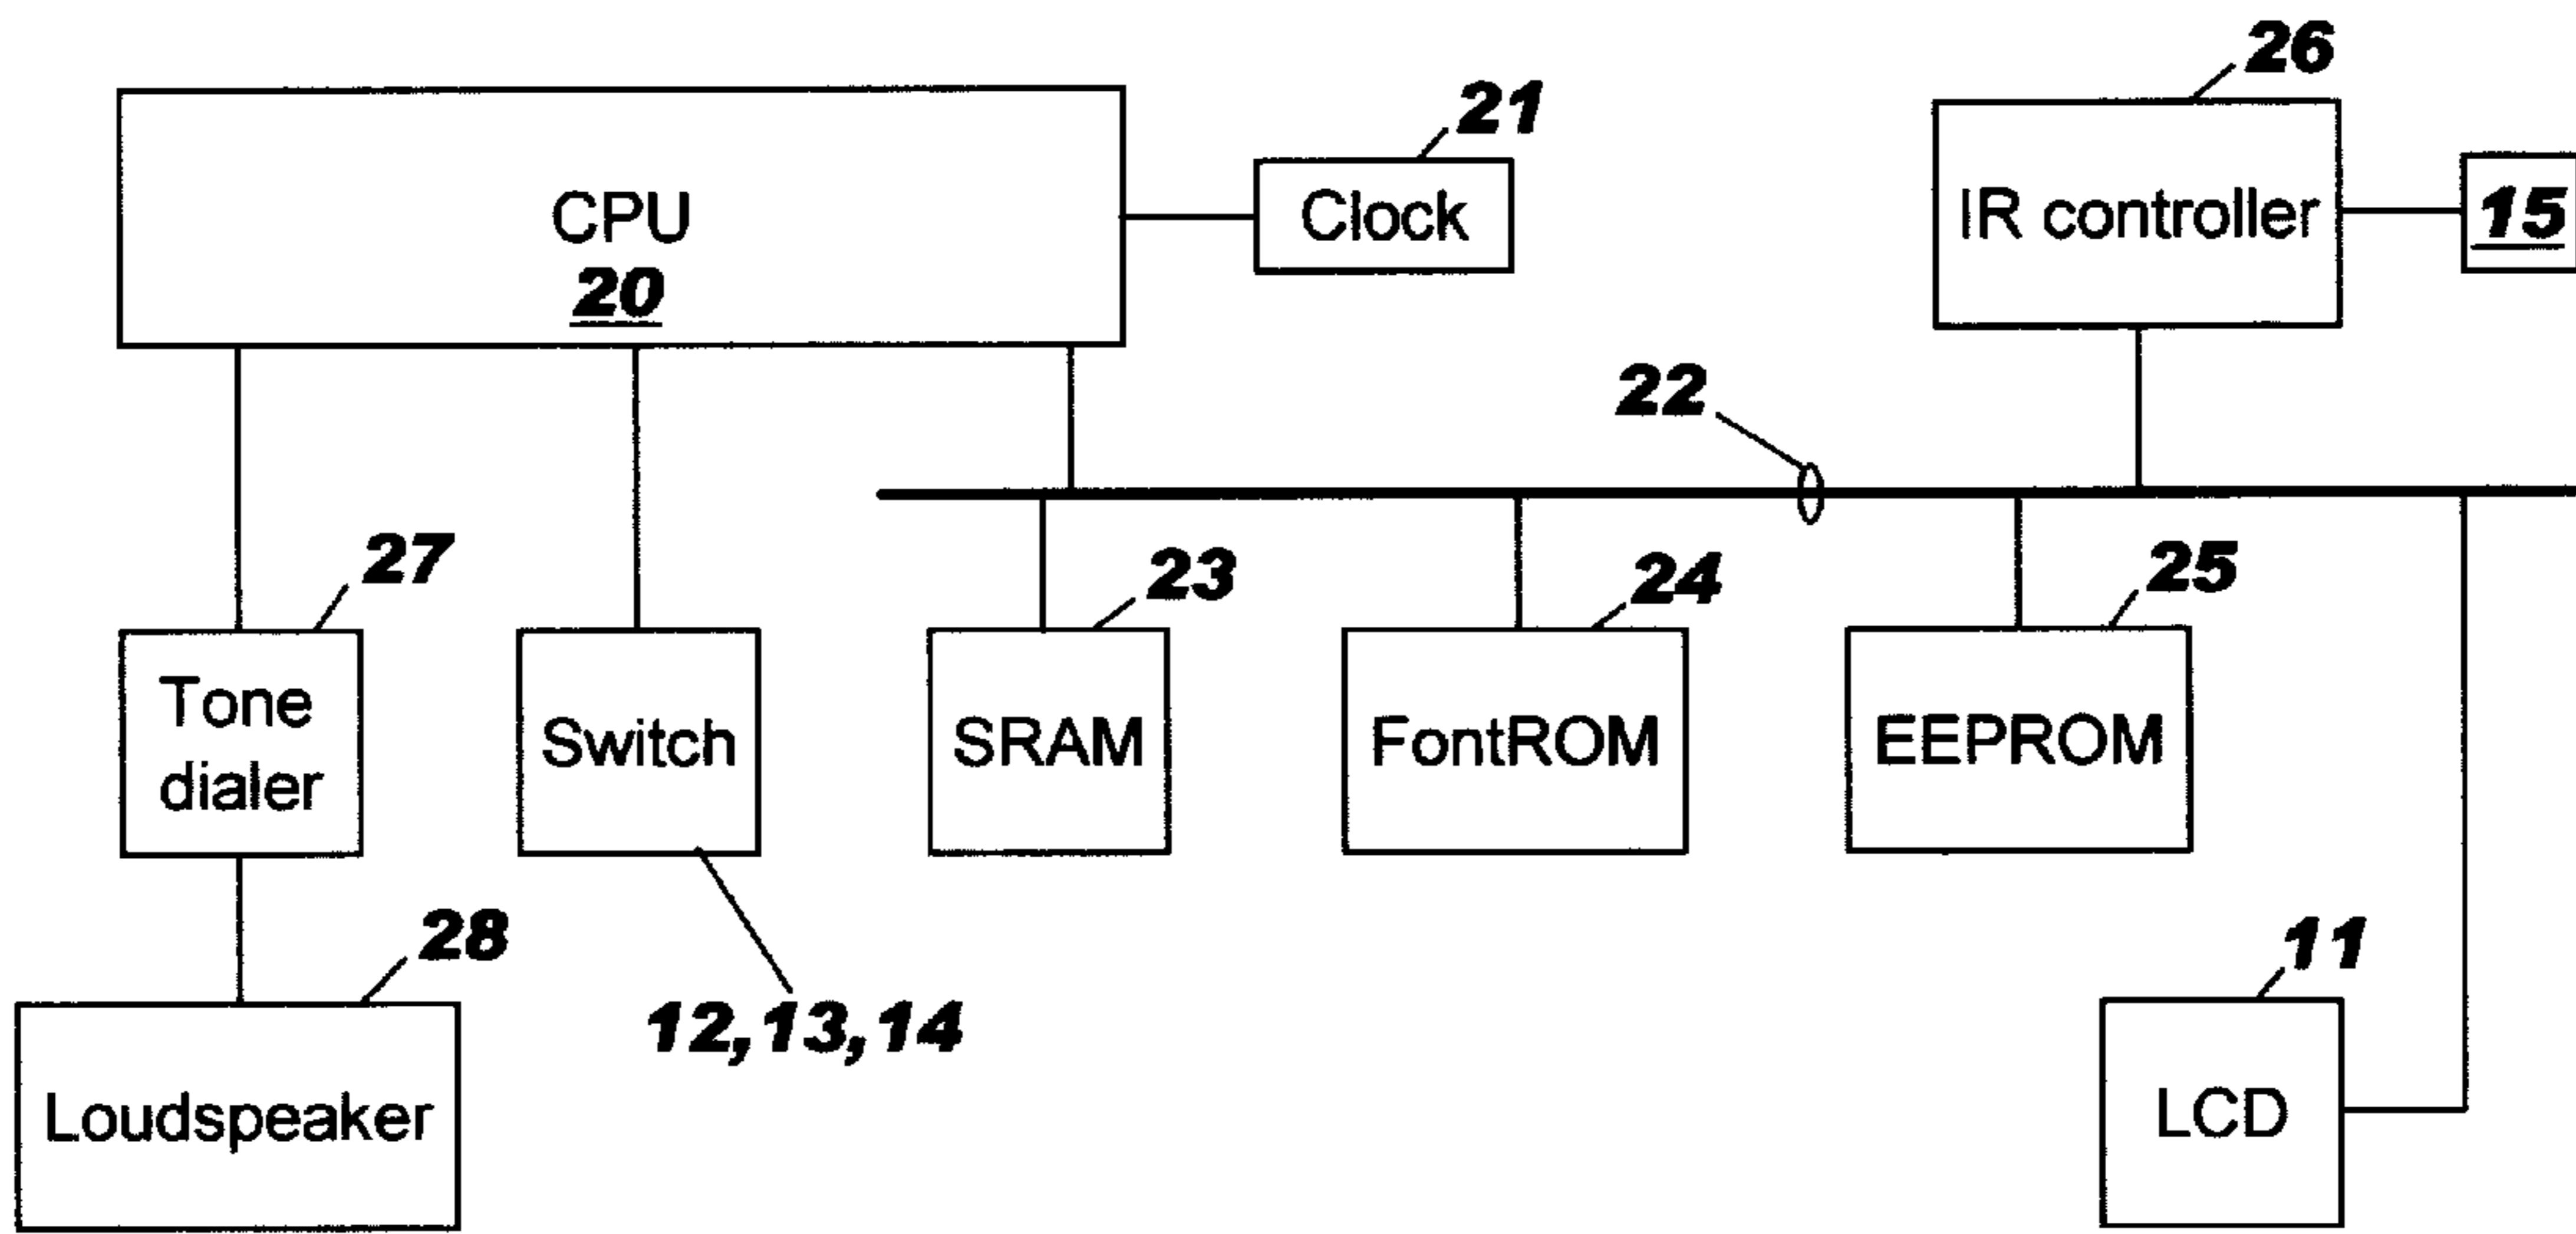 26
21
CPU
20
Clock
IR controller
15
22
27
23
24
25
Tone
dialer
Switch
SRAM
FontROM
EEPROM
28
12,13,14
11
Loudspeaker
LCD